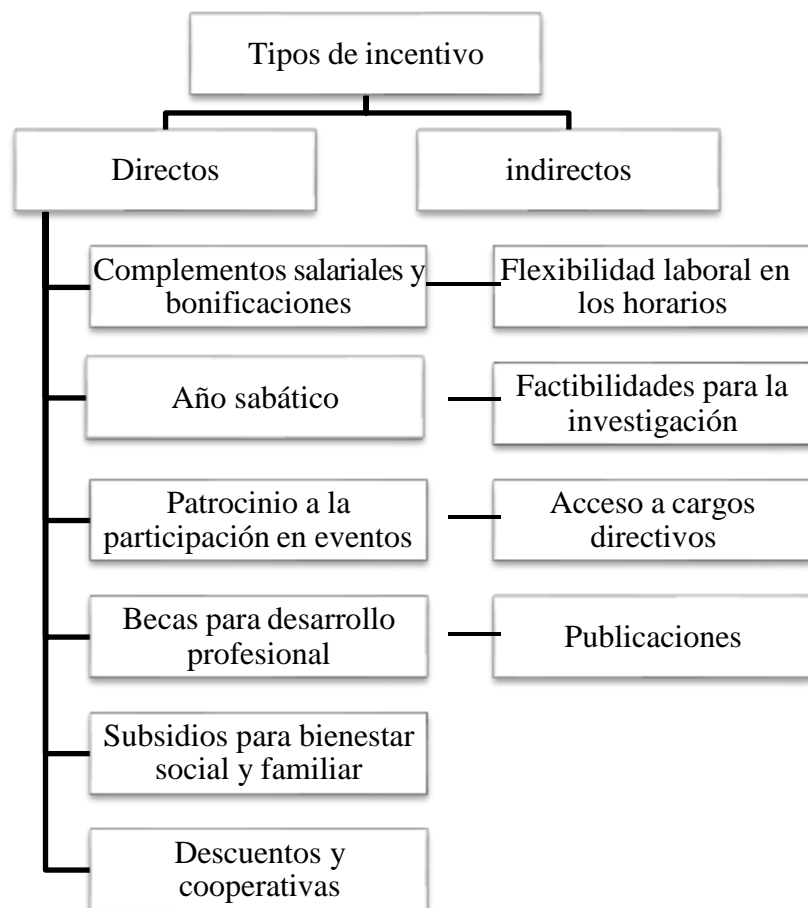 Tipos de incentivo
Directos
indirectos
Complementos salariales y
bonificaciones
Flexibilidad laboral en
los horarios
Año sabático
Factibilidades para la
investigación
Patrocinio a la
participación en eventos
Acceso a cargos
directivos
Becas para desarrollo
profesional
Publicaciones
Subsidios para bienestar
social y familiar
Descuentos y
cooperativas